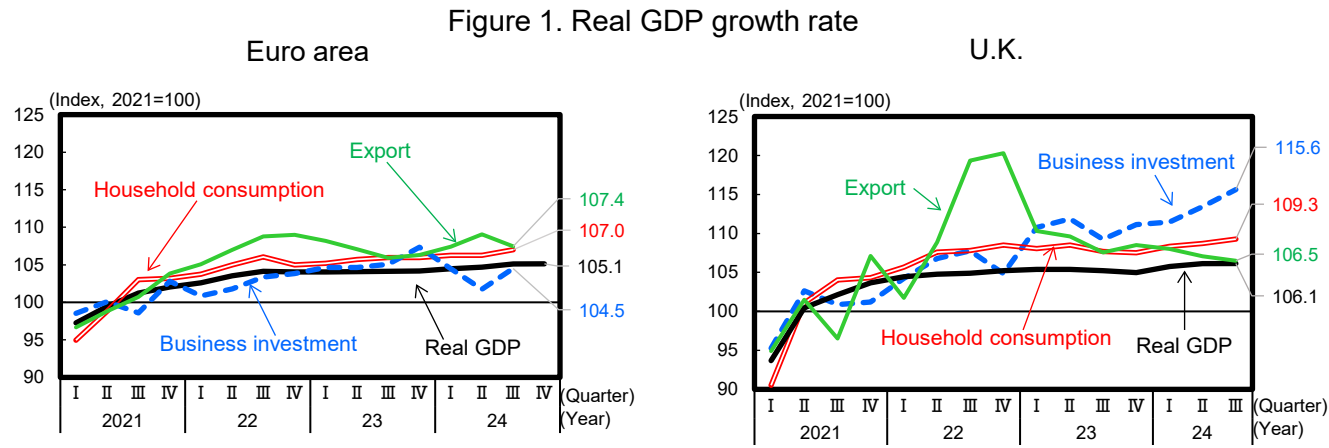 Figure 1. Real GDP growth rate
Euro area
(Index, 2021=100)
125
120
115
110
105
100
95
90
Export
Household consumption
Business investment
Real GDP
107.4
107.0
105.1
104.5
Ⅰ Ⅱ Ⅲ Ⅳ Ⅰ Ⅱ Ⅲ Ⅳ Ⅰ Ⅱ Ⅲ Ⅳ Ⅰ Ⅱ Ⅲ Ⅳ (Quarter)
2021 22 23 24 (Year)
U.K.
(Index, 2021=100)
125
120
115
110
105
100
95
90
Business investment
Export
Household consumption
Real GDP
115.6
109.3
106.5
106.1
Ⅰ Ⅱ Ⅲ Ⅳ Ⅰ Ⅱ Ⅲ Ⅳ Ⅰ Ⅱ Ⅲ Ⅳ Ⅰ Ⅱ Ⅲ (Quarter)
2021 22 23 24 (Year)